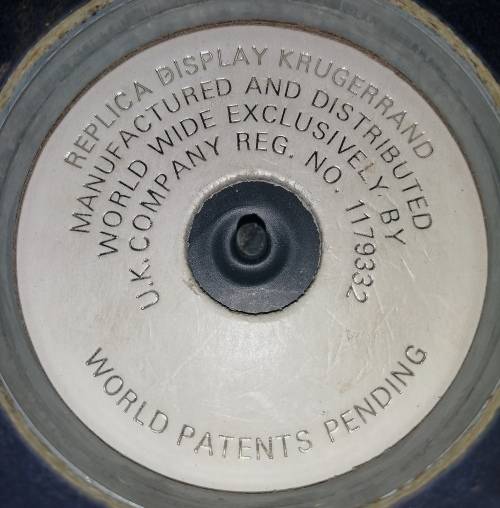 REPLICA DISPLAY KRUGERRAND
MANUFACTURED AND DISTRIBUTED
WORLD WIDE EXCLUSIVELY BY
U.K. COMPANY REG. NO. 1179332
WORLD PATENTS PENDING